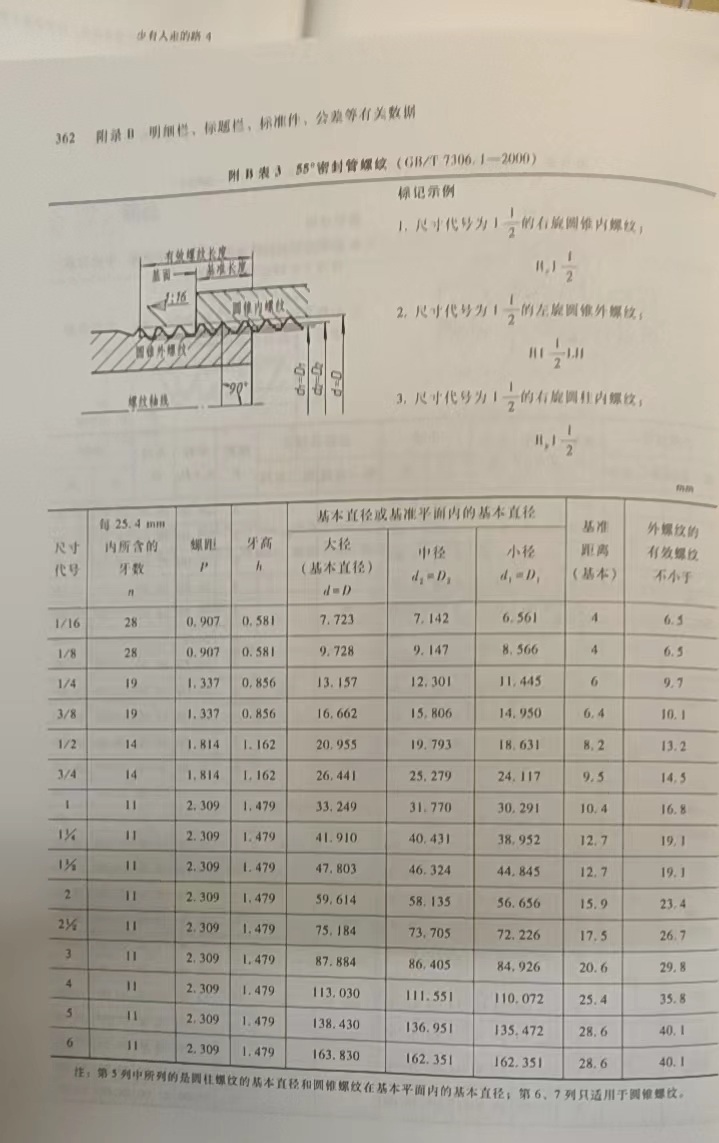 少有人走的路 4
362 附录 B 明细栏、标题栏、标准件、公差等有关数据
附 B 表 3 55°密封管螺纹 (GB/T 7306.1—2000)
标记示例
1. 尺寸代号为 1 1/2 的右旋圆锥内螺纹:
1 1/2
2. 尺寸代号为 1 1/2 的左旋圆锥外螺纹:
1 1/2
3. 尺寸代号为 1 1/2 的右旋圆柱内螺纹:
1 1/2
有效螺纹长度
基面 基准长度
1:16
圆锥内螺纹
圆锥外螺纹
90°
螺纹轴线
mm
尺寸代号 每 25.4 mm 内所含的牙数 n 螺距 P 牙高 h 基本直径或基准平面内的基本直径 基准距离(基本) 外螺纹的有效螺纹不小于
大径(基本直径) d=D 中径 d₂=D₂ 小径 d₁=D₁
1/16 28 0.907 0.581 7.723 7.142 6.561 4 6.5
1/8 28 0.907 0.581 9.728 9.147 8.566 4 6.5
1/4 19 1.337 0.856 13.157 12.301 11.445 6 9.7
3/8 19 1.337 0.856 16.662 15.806 14.950 6.4 10.1
1/2 14 1.814 1.162 20.955 19.793 18.631 8.2 13.2
3/4 14 1.814 1.162 26.441 25.279 24.117 9.5 14.5
1 11 2.309 1.479 33.249 31.770 30.291 10.4 16.8
1¼ 11 2.309 1.479 41.910 40.431 38.952 12.7 19.1
1½ 11 2.309 1.479 47.803 46.324 44.845 12.7 19.1
2 11 2.309 1.479 59.614 58.135 56.656 15.9 23.4
2½ 11 2.309 1.479 75.184 73.705 72.226 17.5 26.7
3 11 2.309 1.479 87.884 86.405 84.926 20.6 29.8
4 11 2.309 1.479 113.030 111.551 110.072 25.4 35.8
5 11 2.309 1.479 138.430 136.951 135.472 28.6 40.1
6 11 2.309 1.479 163.830 162.351 162.351 28.6 40.1
注:第 5 列中所列的是圆柱螺纹的基本直径和圆锥螺纹在基本平面内的基本直径;第 6、7 列只适用于圆锥螺纹。